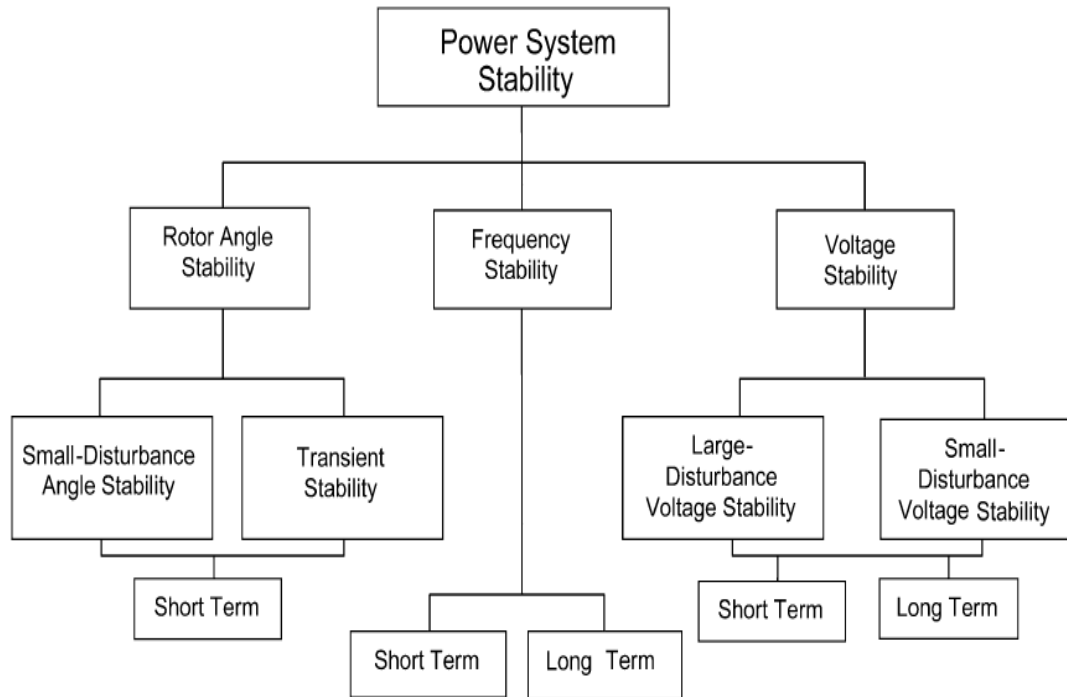 Power System
Stability
Rotor Angle
Stability
Frequency
Stability
Voltage
Stability
Small-Disturbance
Angle Stability
Transient
Stability
Large-
Disturbance
Voltage Stability
Small-
Disturbance
Voltage Stability
Short Term
Short Term
Long Term
Short Term
Long Term